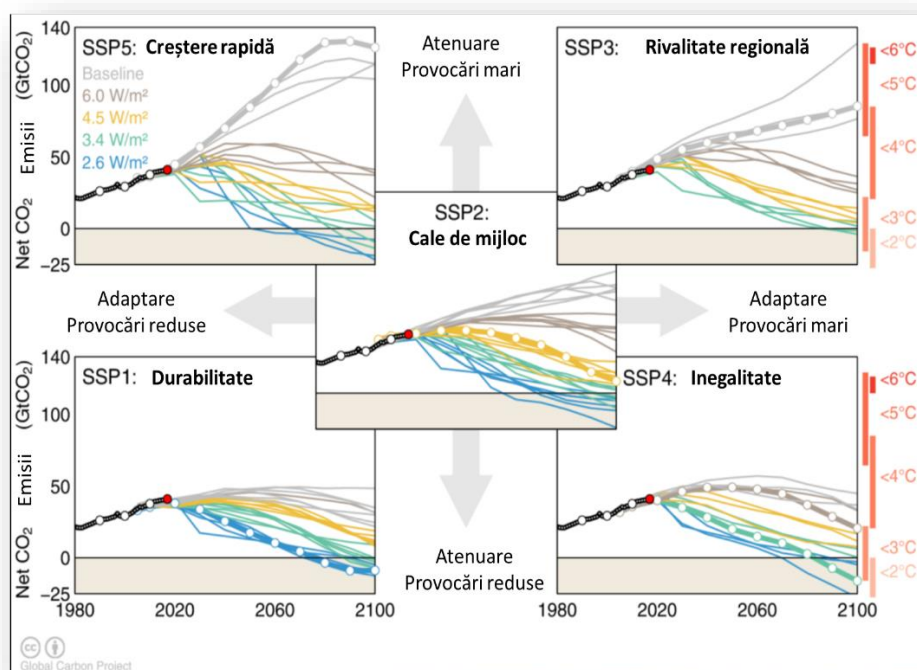 140
(GtCO₂)
100
Emisii
50
Net CO₂
0
−25
SSP5: Creștere rapidă
Baseline
6.0 W/m²
4.5 W/m²
3.4 W/m²
2.6 W/m²
Atenuare
Provocări mari
SSP3: Rivalitate regională
<6°C
<5°C
<4°C
<3°C
<2°C
SSP2:
Cale de mijloc
Adaptare
Provocări reduse
Adaptare
Provocări mari
140
(GtCO₂)
100
Emisii
50
Net CO₂
0
−25
SSP1: Durabilitate
1980
2020
2060
2100
Atenuare
Provocări reduse
SSP4: Inegalitate
1980
2020
2060
2100
<6°C
<5°C
<4°C
<3°C
<2°C
cc
Global Carbon Project